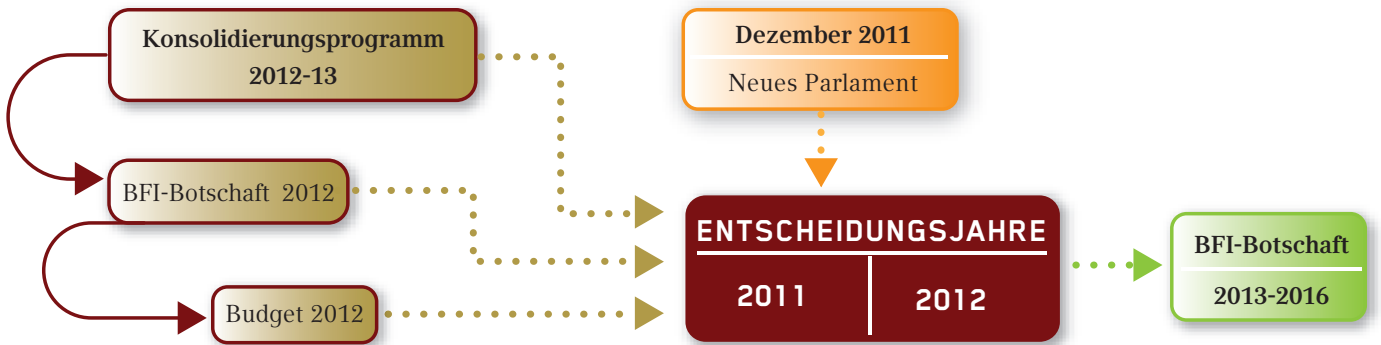 Konsolidierungsprogramm
2012-13
BFI-Botschaft 2012
Budget 2012
Dezember 2011
Neues Parlament
ENTSCHEIDUNGSJAHRE
2011
2012
BFI-Botschaft
2013-2016